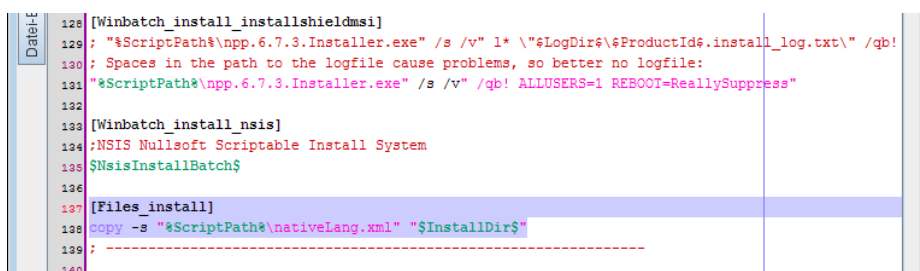 Datei-E
128 [Winbatch_install_installshieldmsi]
129 ; "%ScriptPath%\npp.6.7.3.Installer.exe" /s /v" l* \"$LogDir$\$ProductId$.install_log.txt\" /qb!
130 ; Spaces in the path to the logfile cause problems, so better no logfile:
131 "%ScriptPath%\npp.6.7.3.Installer.exe" /s /v" /qb! ALLUSERS=1 REBOOT=ReallySuppress"
132
133 [Winbatch_install_nsis]
134 ;NSIS Nullsoft Scriptable Install System
135 $NsisInstallBatch$
136
137 [Files_install]
138 copy -s "%ScriptPath%\nativeLang.xml" "$InstallDir$"
139 ; ----------------------------------------------------------------
140